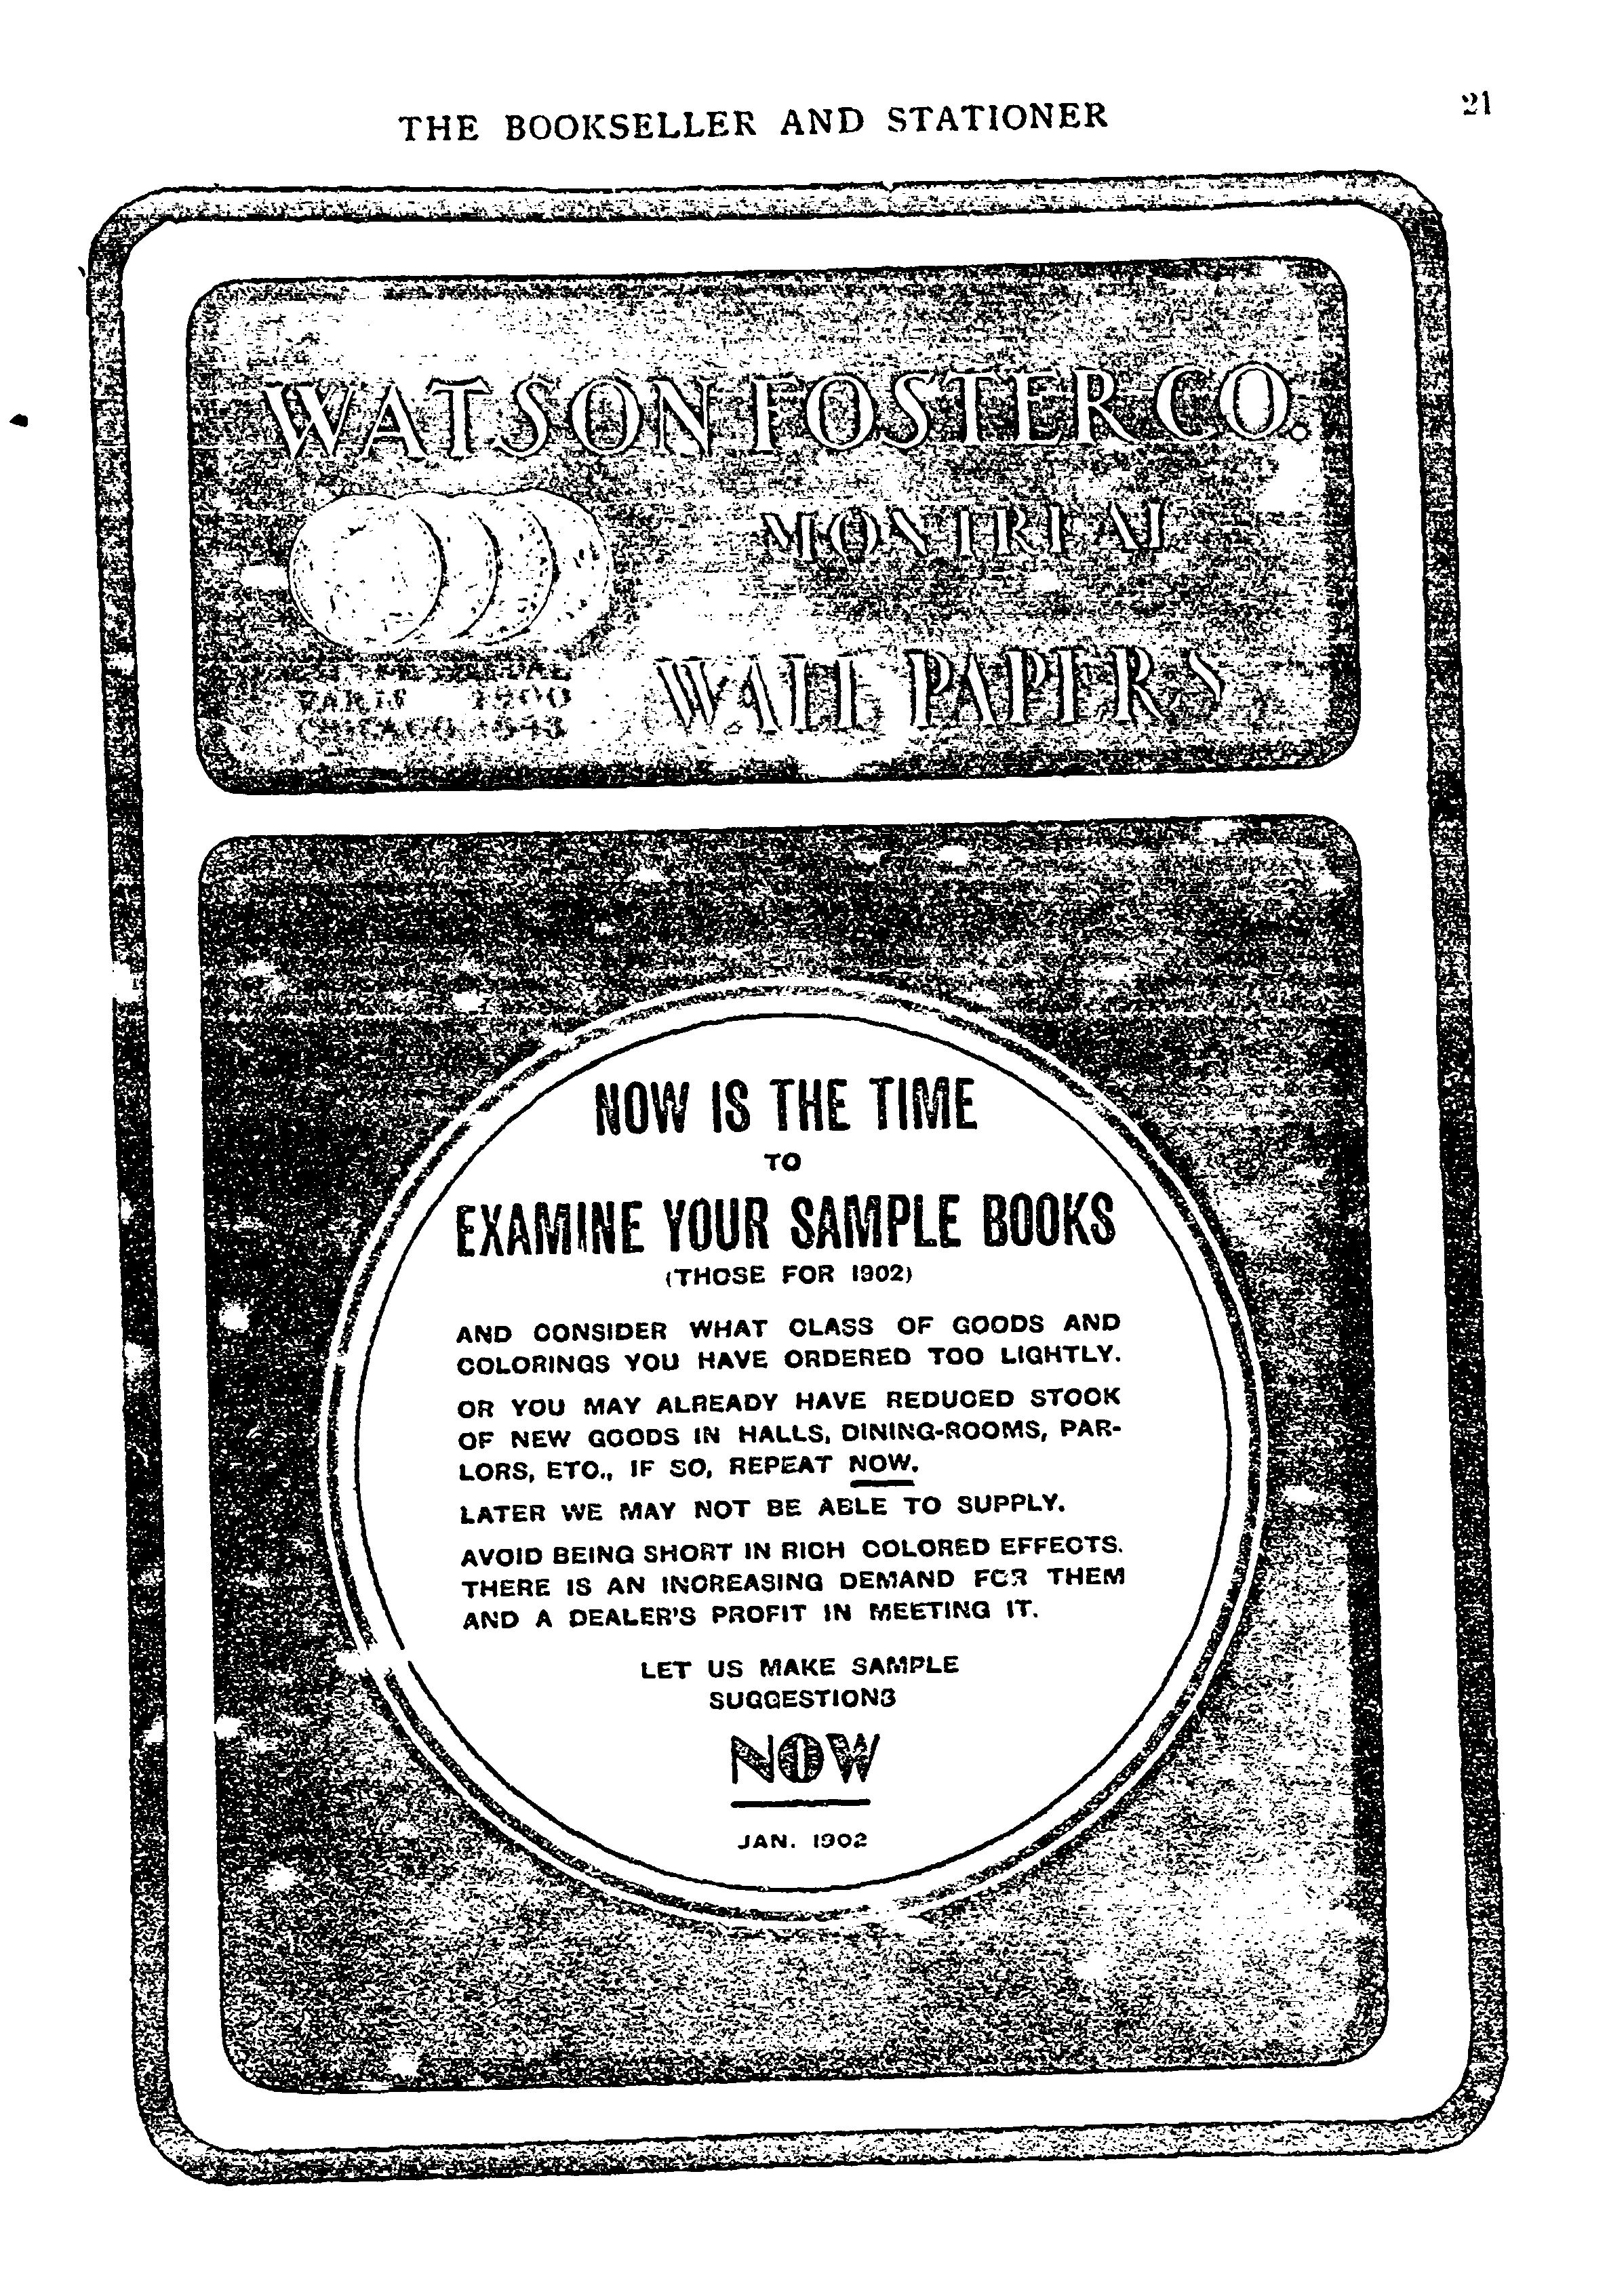 THE BOOKSELLER AND STATIONER
21
WATSON FOSTER CO.
MONTREAL
PARIS 1900
CHICAGO 1893
WALL PAPERS
NOW IS THE TIME
TO
EXAMINE YOUR SAMPLE BOOKS
(THOSE FOR 1902)
AND CONSIDER WHAT CLASS OF GOODS AND
COLORINGS YOU HAVE ORDERED TOO LIGHTLY.
OR YOU MAY ALREADY HAVE REDUCED STOCK
OF NEW GOODS IN HALLS, DINING-ROOMS, PAR-
LORS, ETC., IF SO, REPEAT NOW.
LATER WE MAY NOT BE ABLE TO SUPPLY.
AVOID BEING SHORT IN RICH COLORED EFFECTS.
THERE IS AN INCREASING DEMAND FOR THEM
AND A DEALER'S PROFIT IN MEETING IT.
LET US MAKE SAMPLE
SUGGESTIONS
NOW
JAN. 1902